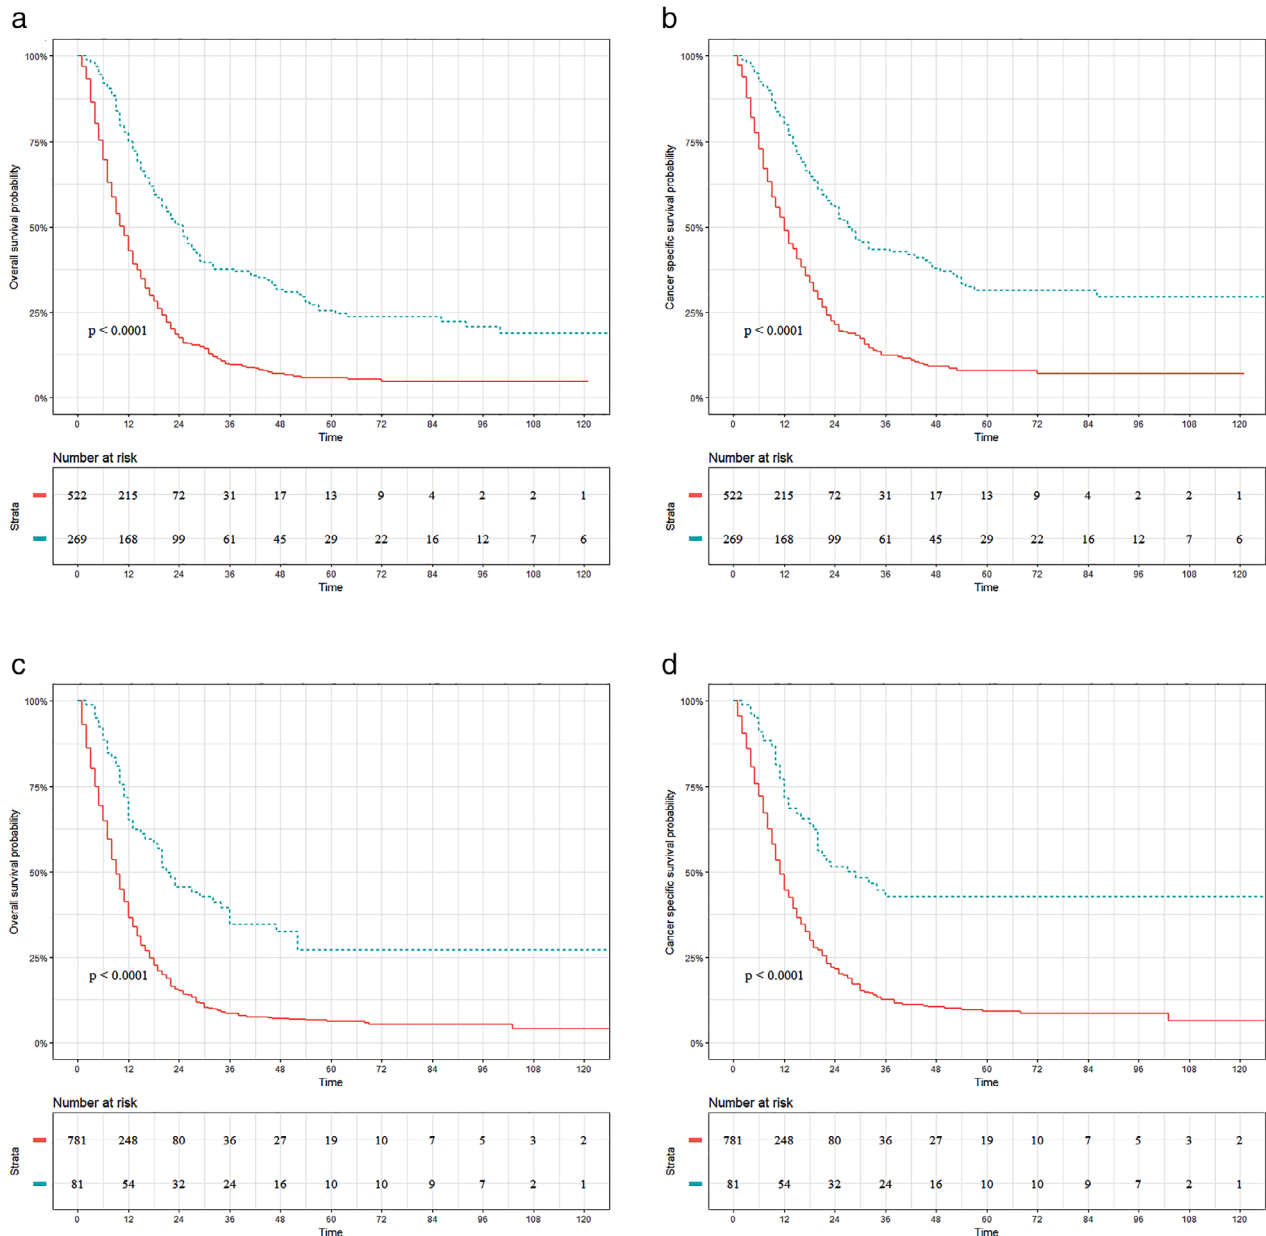 a
Overall survival probability
100%
75%
50%
25%
0%
p < 0.0001
0 12 24 36 48 60 72 84 96 108 120
Time
Number at risk
Strata
522 215 72 31 17 13 9 4 2 2 1
269 168 99 61 45 29 22 16 12 7 6
0 12 24 36 48 60 72 84 96 108 120
Time
b
Cancer specific survival probability
100%
75%
50%
25%
0%
p < 0.0001
0 12 24 36 48 60 72 84 96 108 120
Time
Number at risk
Strata
522 215 72 31 17 13 9 4 2 2 1
269 168 99 61 45 29 22 16 12 7 6
0 12 24 36 48 60 72 84 96 108 120
Time
c
Overall survival probability
100%
75%
50%
25%
0%
p < 0.0001
0 12 24 36 48 60 72 84 96 108 120
Time
Number at risk
Strata
781 248 80 36 27 19 10 7 5 3 2
81 54 32 24 16 10 10 9 7 2 1
0 12 24 36 48 60 72 84 96 108 120
Time
d
Cancer specific survival probability
100%
75%
50%
25%
0%
p < 0.0001
0 12 24 36 48 60 72 84 96 108 120
Time
Number at risk
Strata
781 248 80 36 27 19 10 7 5 3 2
81 54 32 24 16 10 10 9 7 2 1
0 12 24 36 48 60 72 84 96 108 120
Time